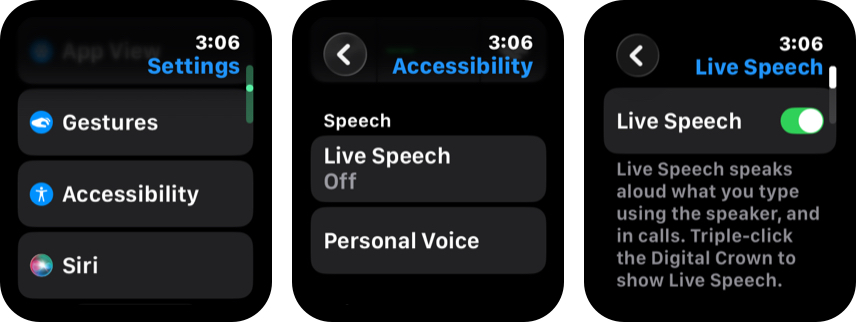 App View
3:06
Settings
Gestures
Accessibility
Siri
3:06
Accessibility
Speech
Live Speech
Off
Personal Voice
3:06
Live Speech
Live Speech
Live Speech speaks
aloud what you type
using the speaker, and
in calls. Triple-click
the Digital Crown to
show Live Speech.